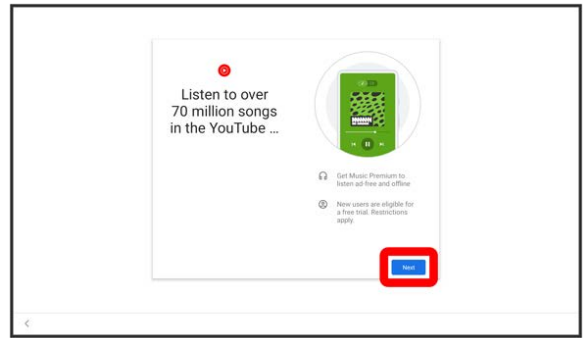 Listen to over
70 million songs
in the YouTube ...
Get Music Premium to
listen ad-free and offline
New users are eligible for
a free trial. Restrictions
apply.
Next